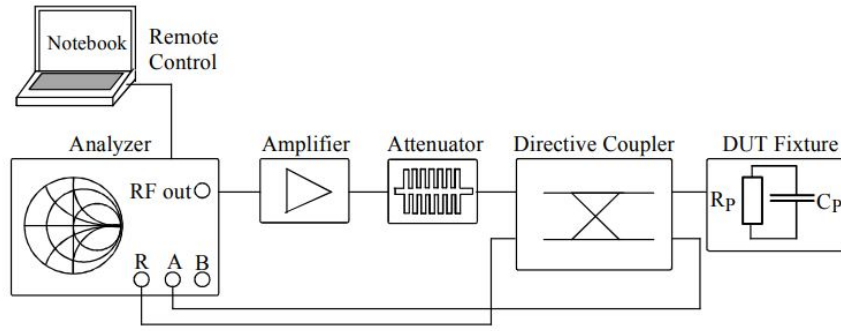 Notebook
Remote
Control
Analyzer
Amplifier
Attenuator
Directive Coupler
DUT Fixture
RF out
R A B
RP
CP